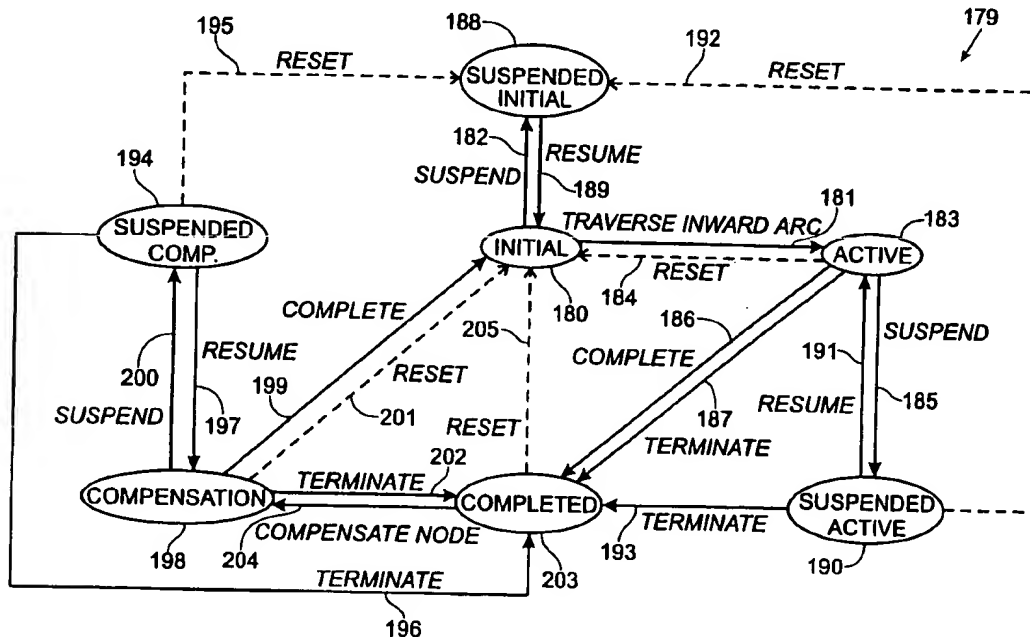 195
188
192
179
RESET
SUSPENDED
INITIAL
RESET
194
182
RESUME
SUSPEND
189
SUSPENDED
COMP.
INITIAL
TRAVERSE INWARD ARC
181
183
ACTIVE
RESET
184
180
COMPLETE
205
186
COMPLETE
191
SUSPEND
200
RESUME
197
SUSPEND
199
RESET
201
187
RESUME
185
TERMINATE
RESET
COMPENSATION
TERMINATE
202
COMPLETED
SUSPENDED
ACTIVE
204
COMPENSATE NODE
193
TERMINATE
198
203
190
TERMINATE
196